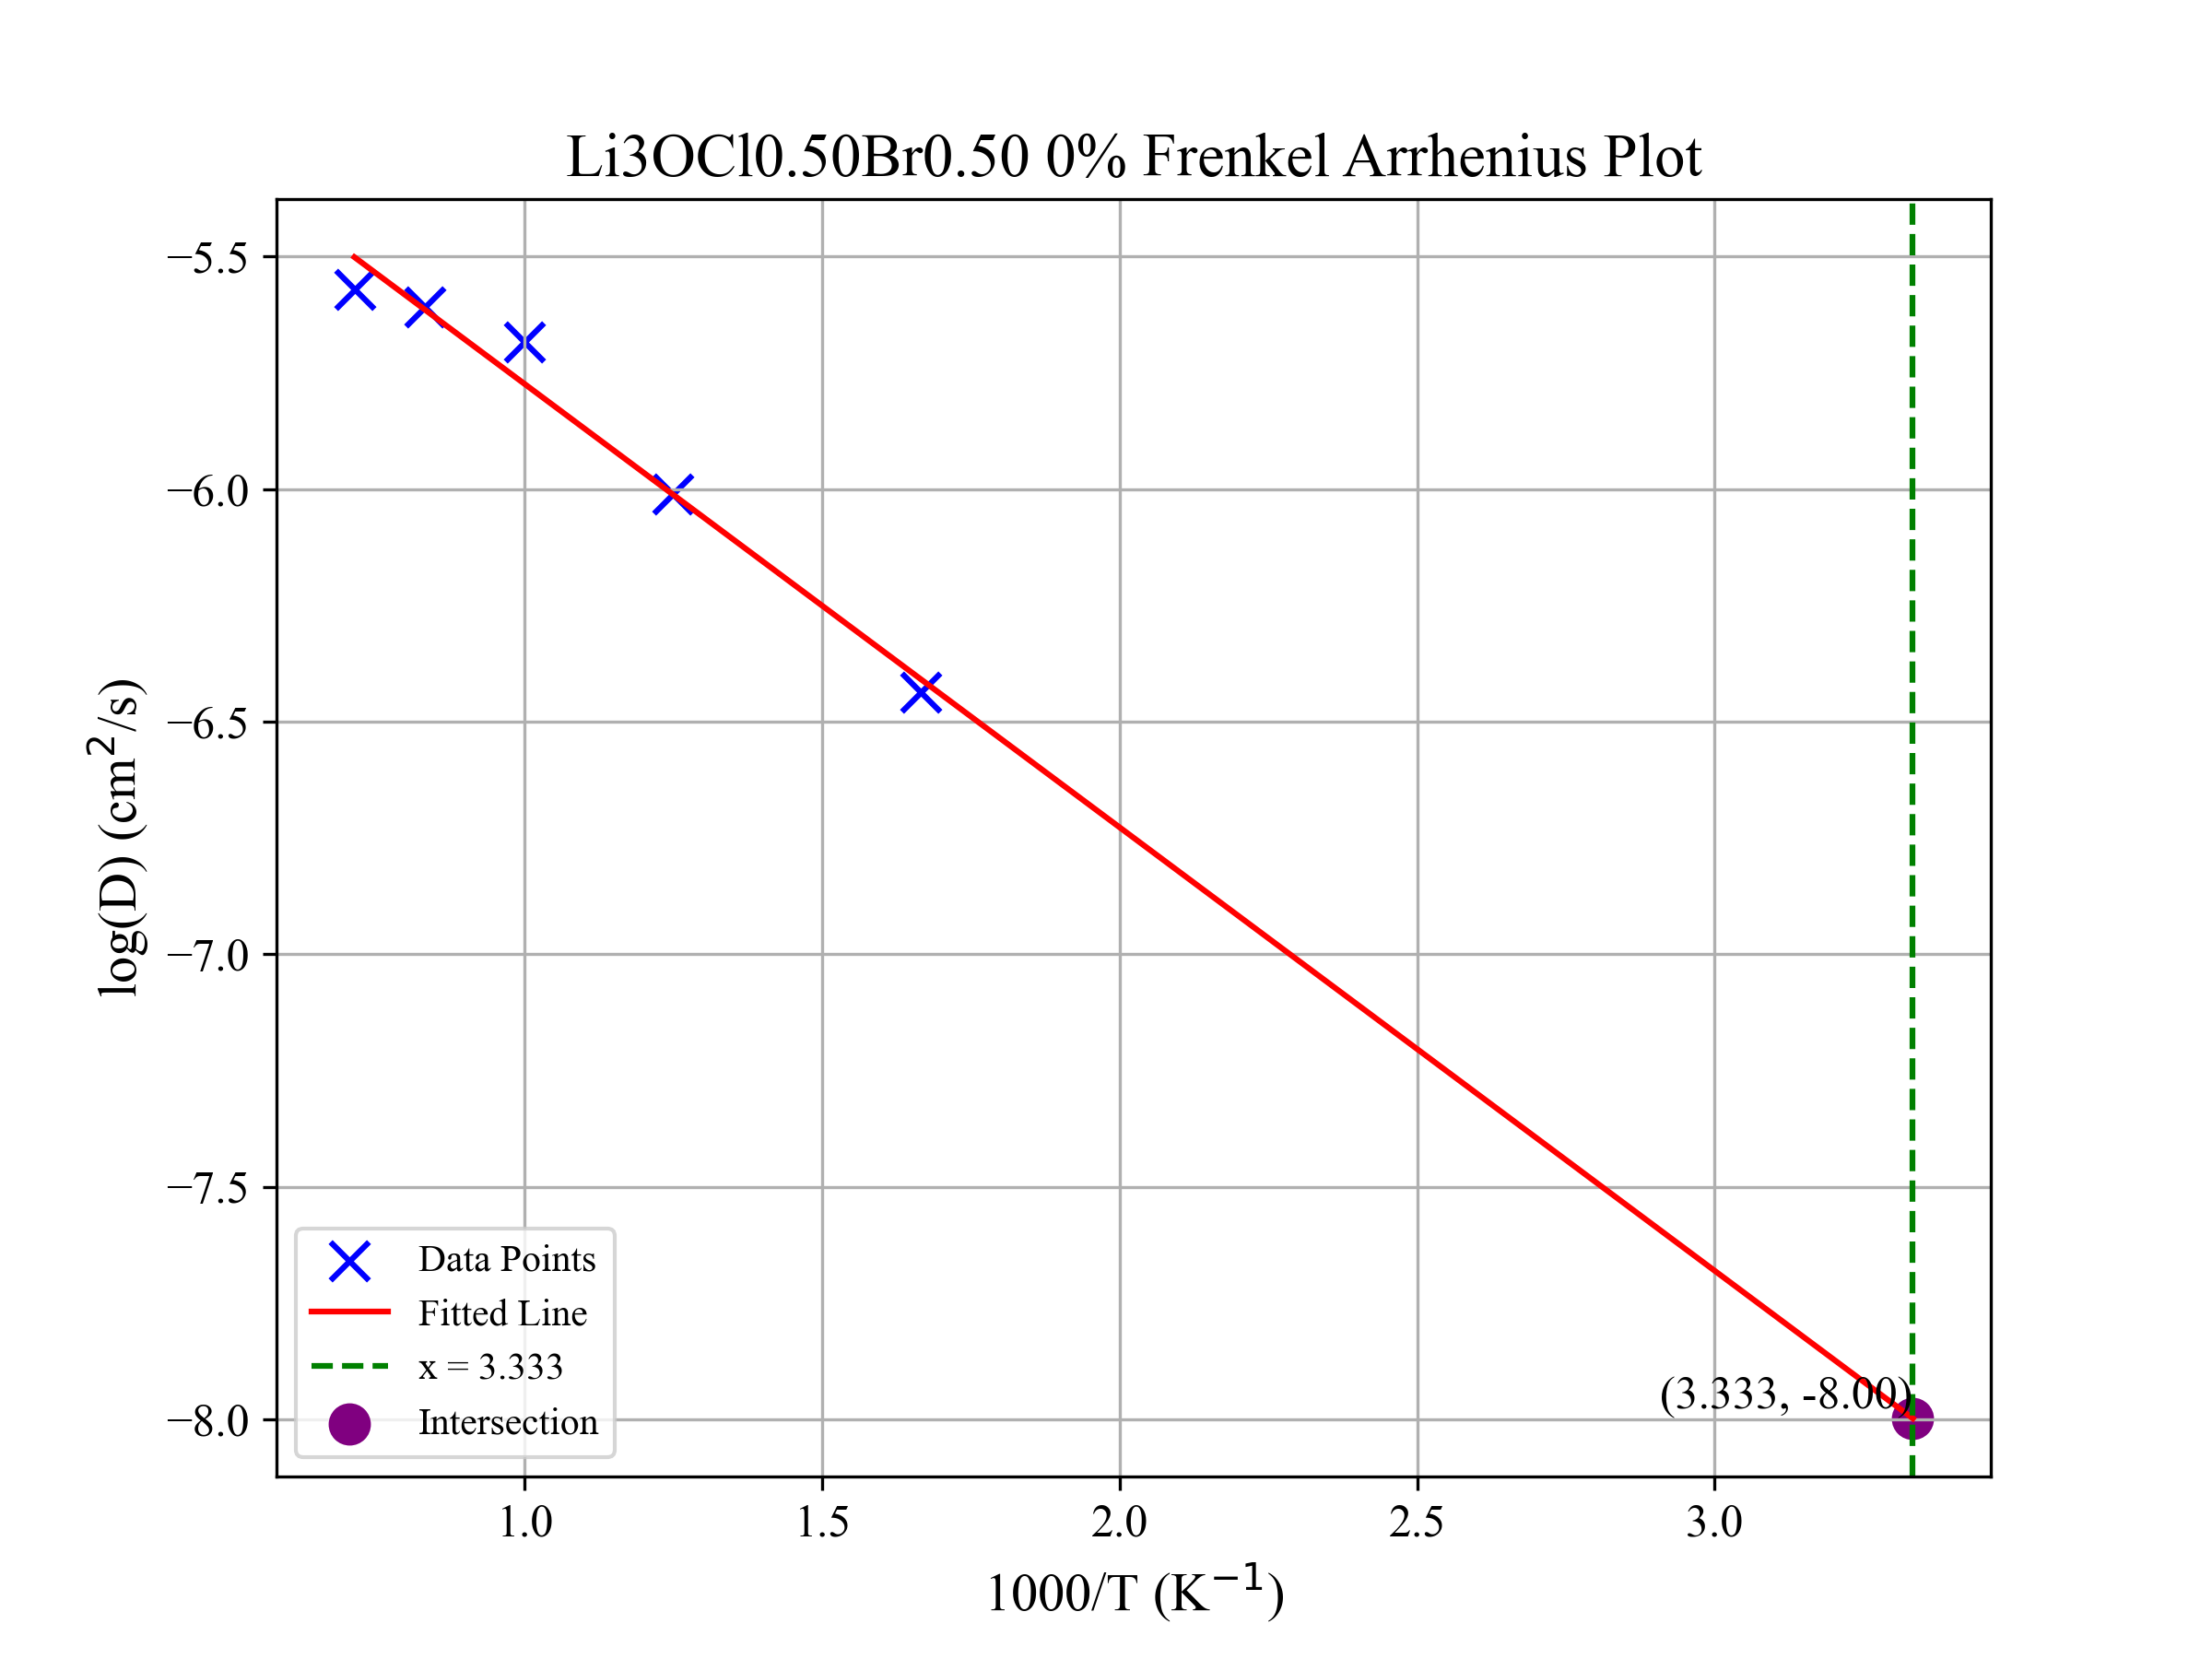 Li3OCl0.50Br0.50 0% Frenkel Arrhenius Plot
log(D) (cm²/s)
−5.5
−6.0
−6.5
−7.0
−7.5
−8.0
Data Points
Fitted Line
x = 3.333
Intersection
(3.333, -8.00)
1.0 1.5 2.0 2.5 3.0
1000/T (K⁻¹)